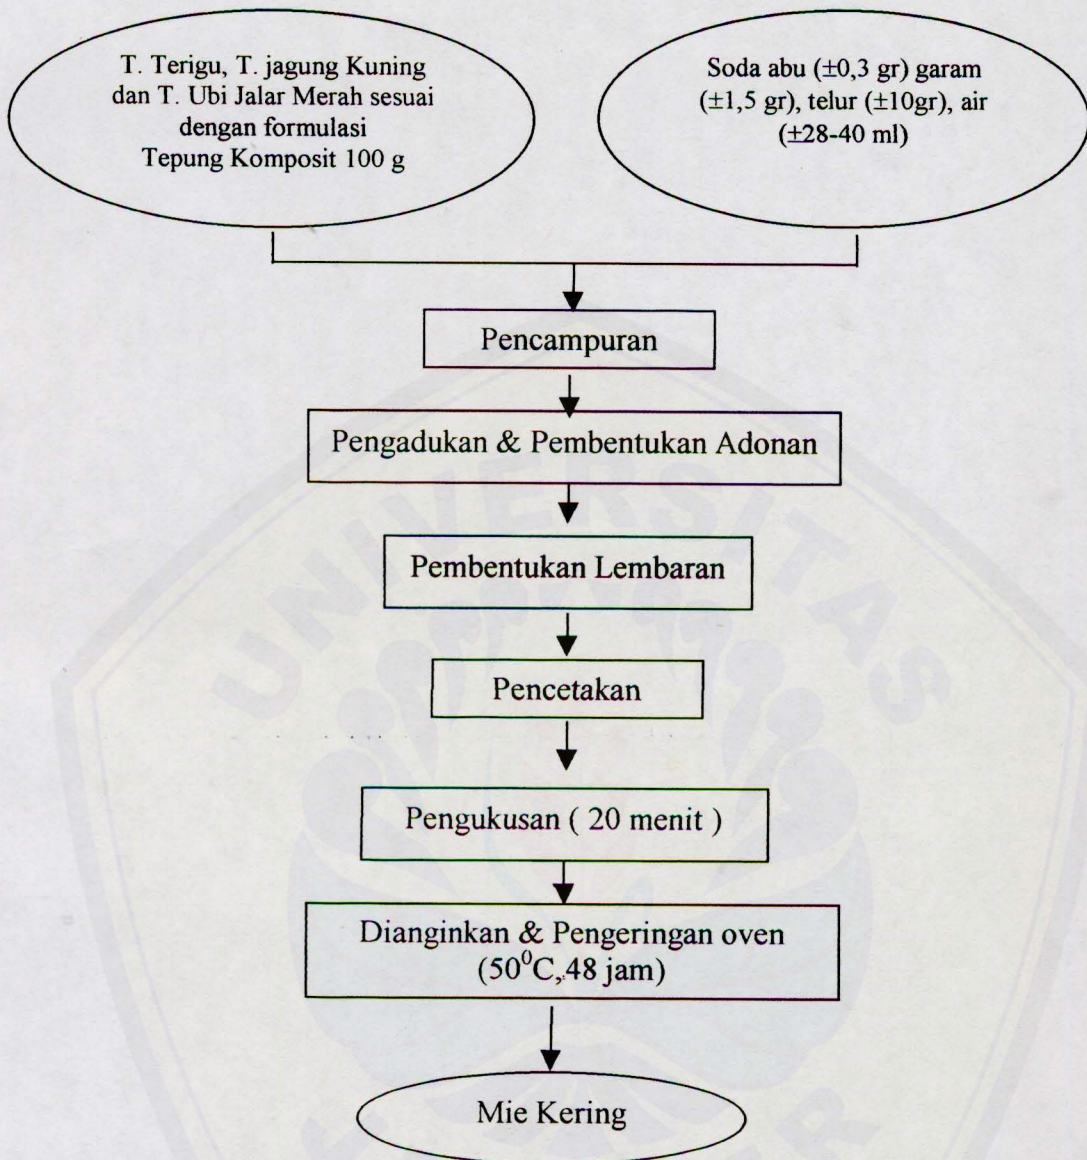 T. Terigu, T. jagung Kuning
dan T. Ubi Jalar Merah sesuai
dengan formulasi
Tepung Komposit 100 g
Soda abu (±0,3 gr) garam
(±1,5 gr), telur (±10gr), air
(±28-40 ml)
Pencampuran
Pengadukan & Pembentukan Adonan
Pembentukan Lembaran
Pencetakan
Pengukusan ( 20 menit )
Dianginkan & Pengeringan oven
(50⁰C,48 jam)
Mie Kering
UNIVERSITAS